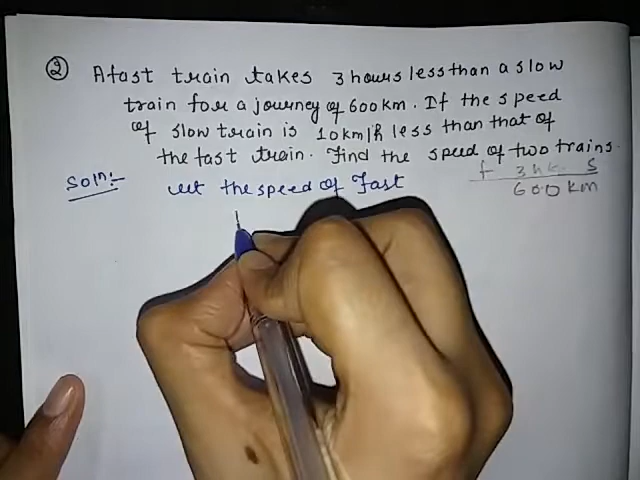 ② A fast train takes 3 hours less than a slow
train for a journey of 600 km. If the speed
of slow train is 10 km/h less than that of
the fast train. Find the speed of two trains.
f 3 S
600 km
Soln:- Let the speed of Fast